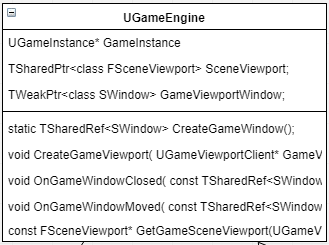 UGameEngine
UGameInstance* GameInstance
TSharedPtr<class FSceneViewport> SceneViewport;
TWeakPtr<class SWindow> GameViewportWindow;
static TSharedRef<SWindow> CreateGameWindow();
void CreateGameViewport( UGameViewportClient* GameV
void OnGameWindowClosed( const TSharedRef<SWindow
void OnGameWindowMoved( const TSharedRef<SWindow
const FSceneViewport* GetGameSceneViewport(UGameV